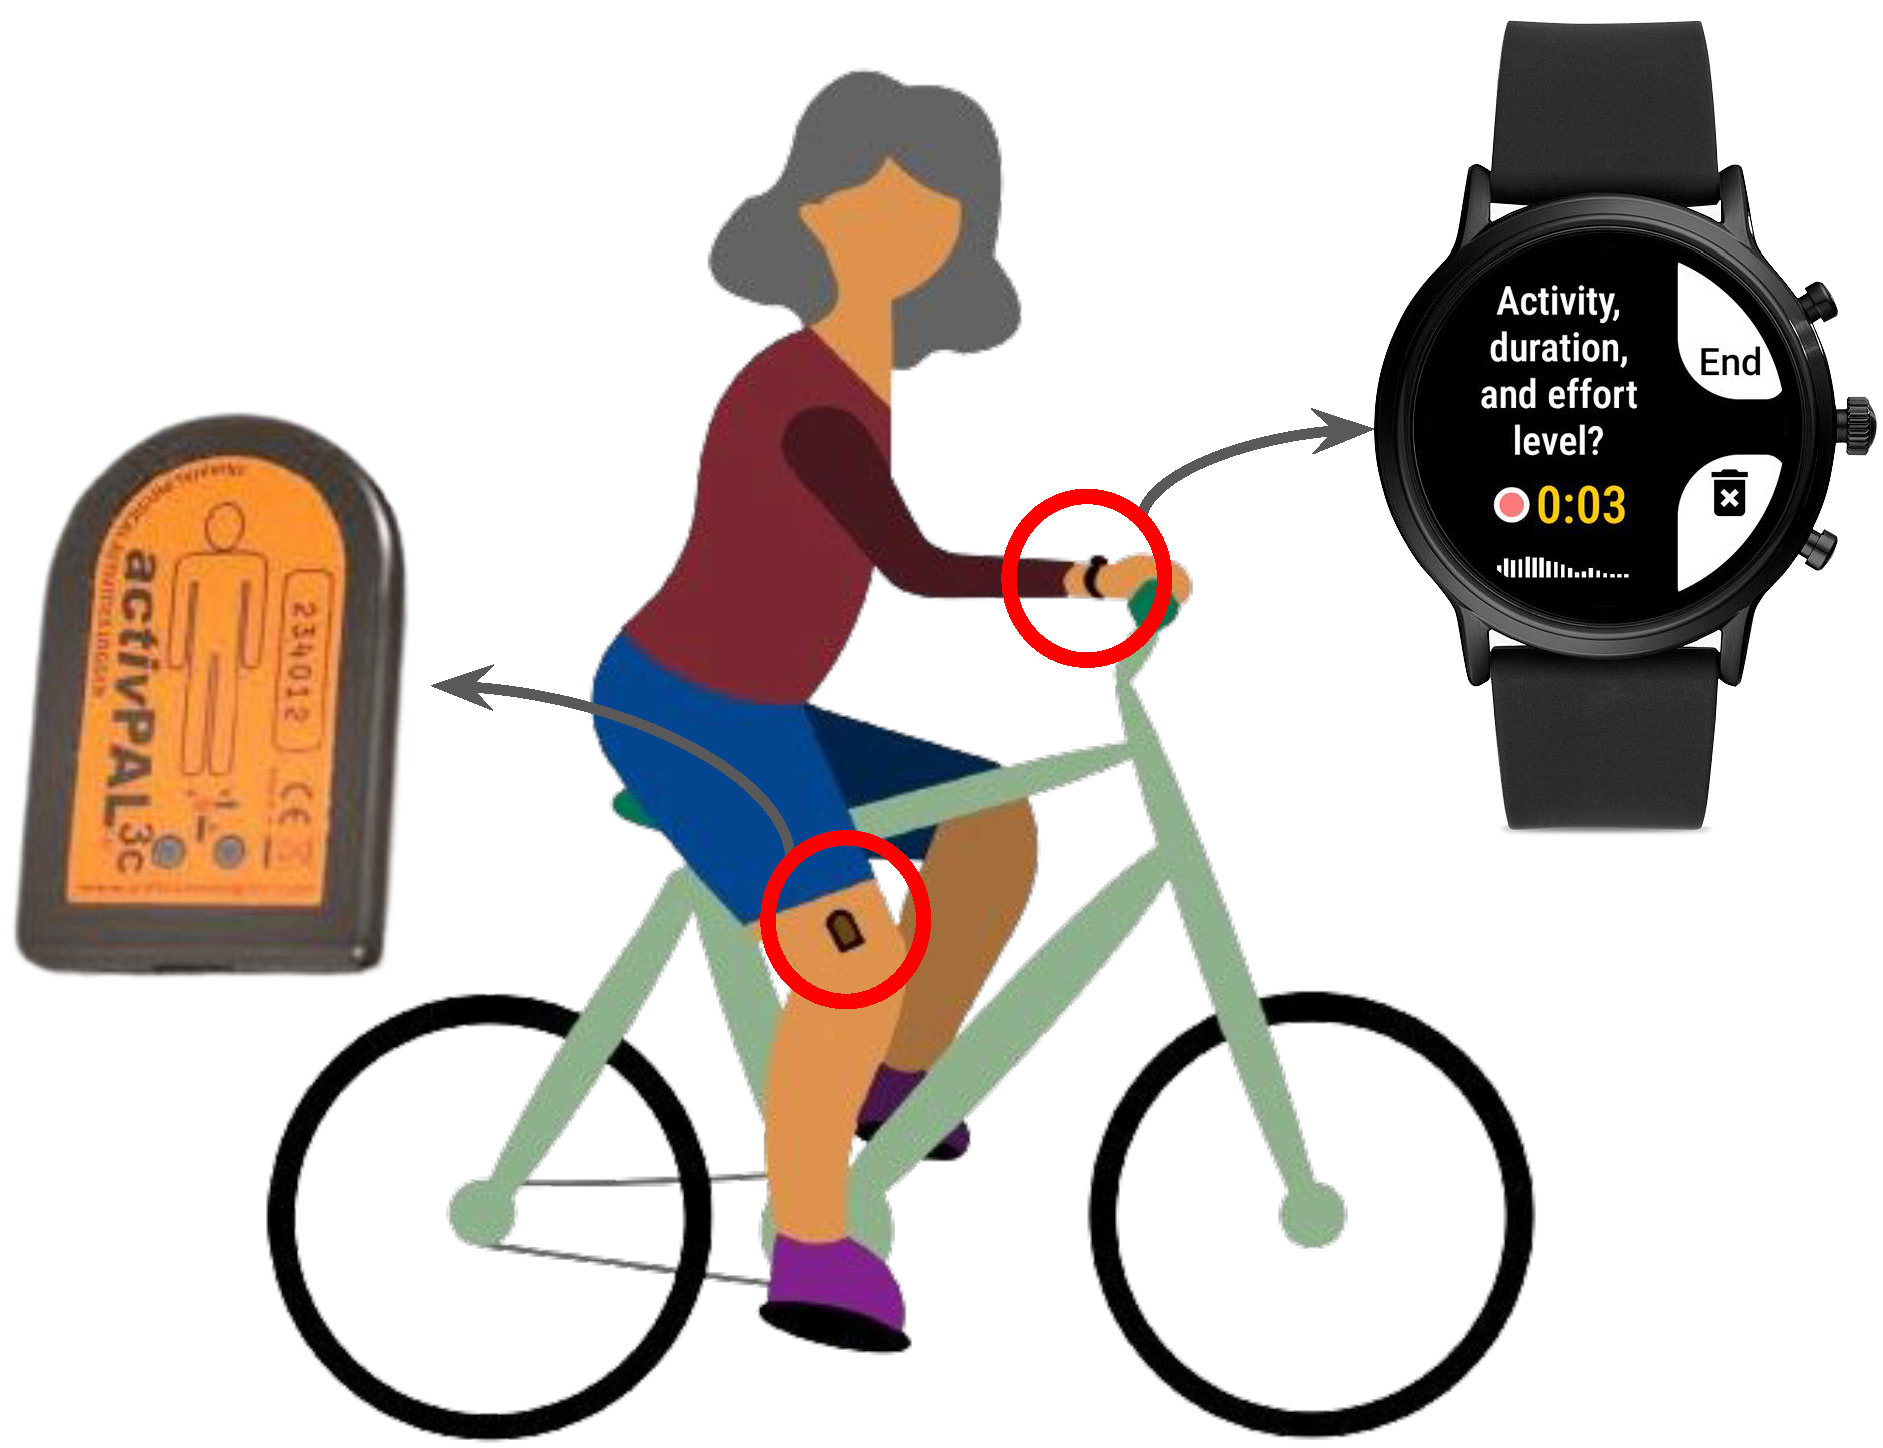 activPAL3c
234012
CE
Activity,
duration,
and effort
level?
End
0:03